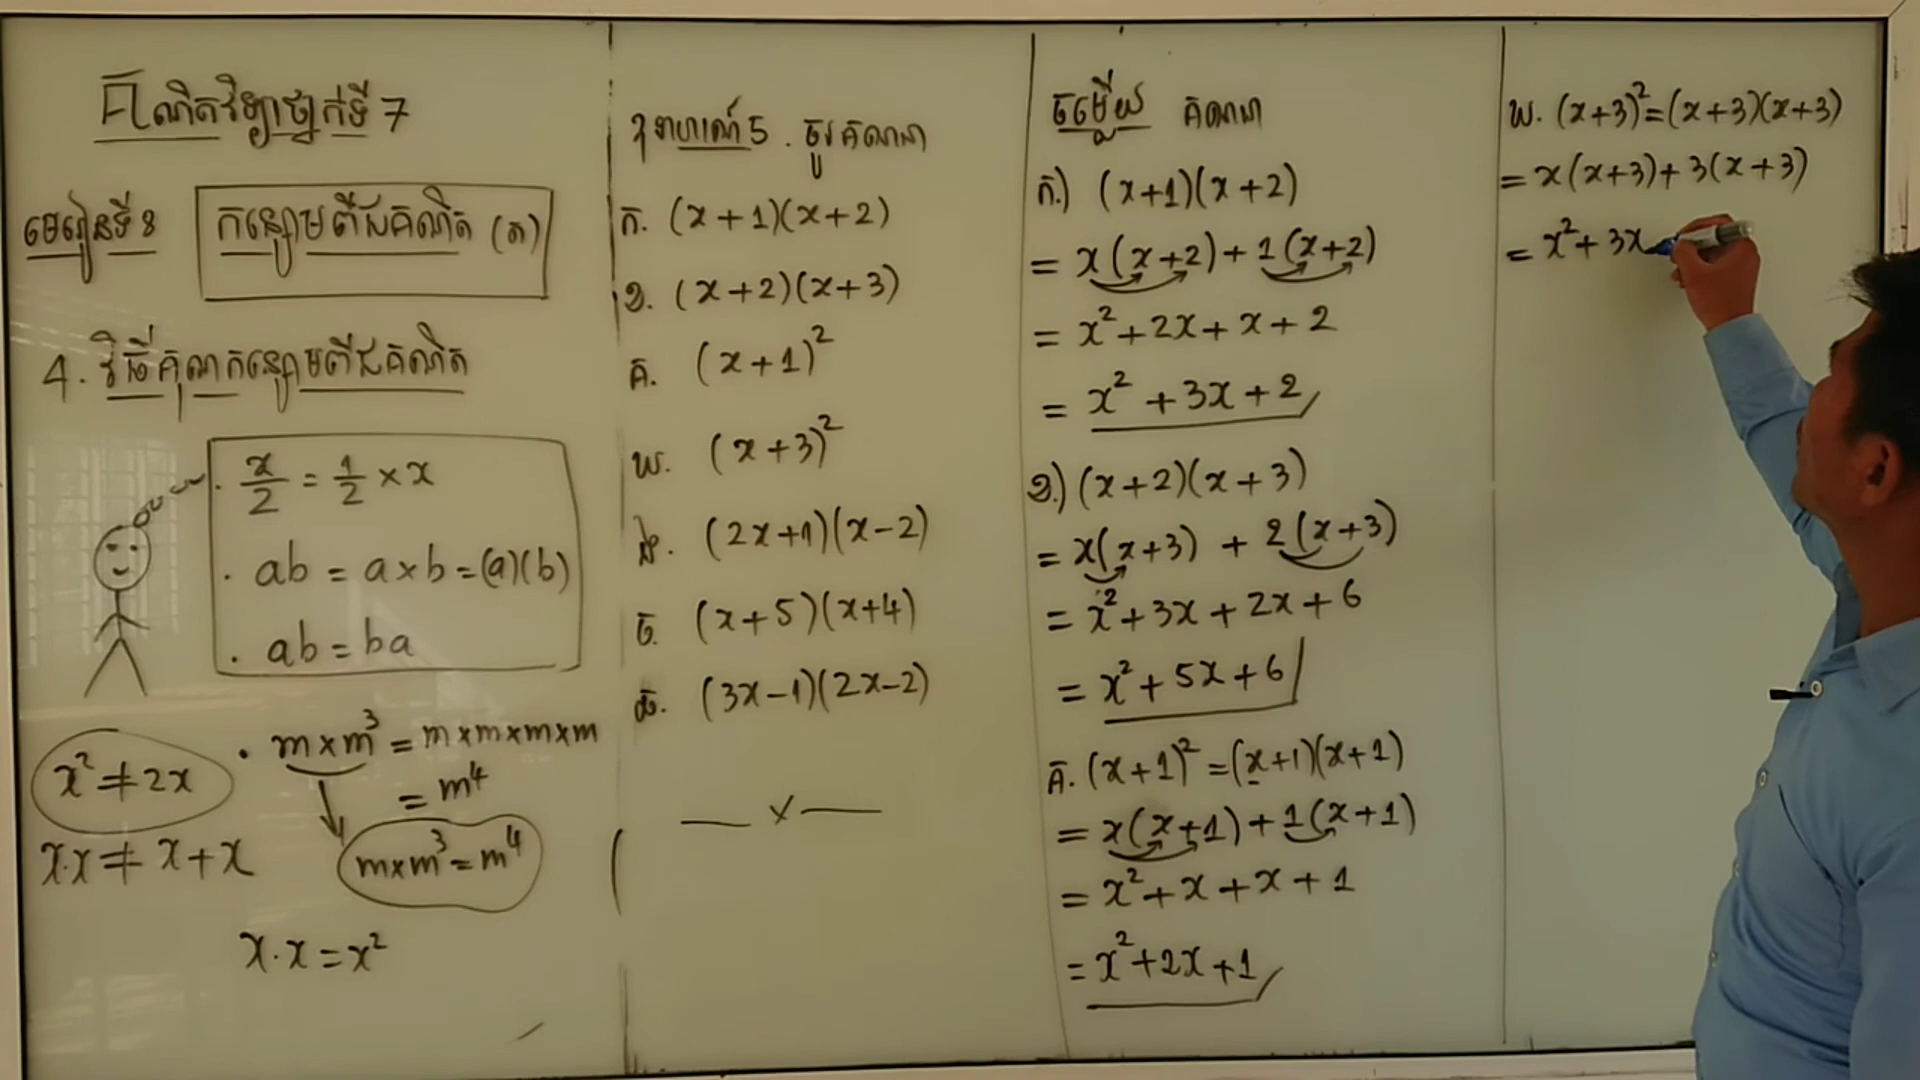 គណិតវិទ្យាថ្នាក់ទី 7
មេរៀនទី 8
កន្សោមពីជគណិត (ត)
4. វិធីគុណកន្សោមពីជគណិត
. x/2 = 1/2 × x
. ab = a×b = (a)(b)
. ab = ba
x² ≠ 2x
x.x ≠ x+x
. m×m³ = m×m×m×m
= m⁴
m×m³ = m⁴
x.x = x²
ឧទាហរណ៍ 5 . ចូរគណនា
ក. (x+1)(x+2)
ខ. (x+2)(x+3)
គ. (x+1)²
ឃ. (x+3)²
ង. (2x+1)(x-2)
ច. (x+5)(x+4)
ឆ. (3x-1)(2x-2)
ចម្លើយ គណនា
ក.) (x+1)(x+2)
= x(x+2)+1(x+2)
= x²+2x+x+2
= x²+3x+2
ខ.) (x+2)(x+3)
= x(x+3) + 2(x+3)
= x²+3x+2x+6
= x²+5x+6
គ. (x+1)² = (x+1)(x+1)
= x(x+1)+1(x+1)
= x²+x+x+1
= x²+2x+1
ឃ. (x+3)² = (x+3)(x+3)
= x(x+3)+3(x+3)
= x²+3x